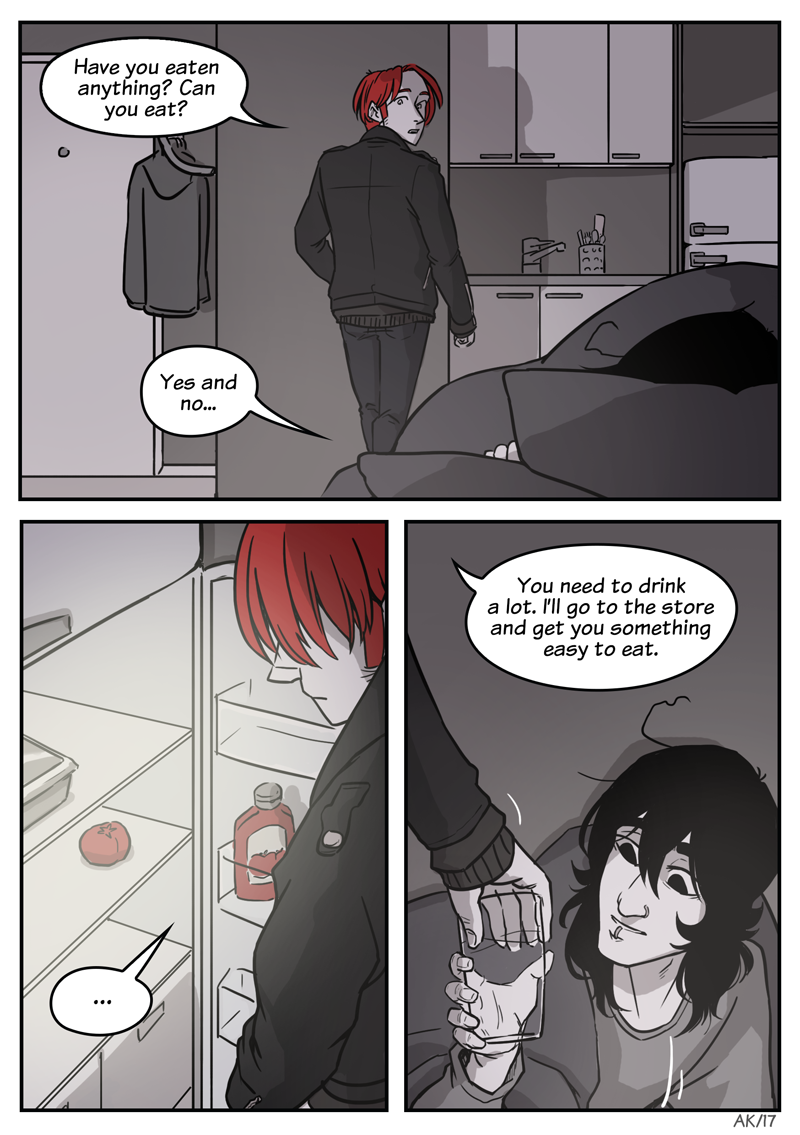 Have you eaten
anything? Can
you eat?
Yes and
no...
...
You need to drink
a lot. I'll go to the store
and get you something
easy to eat.
AK/17